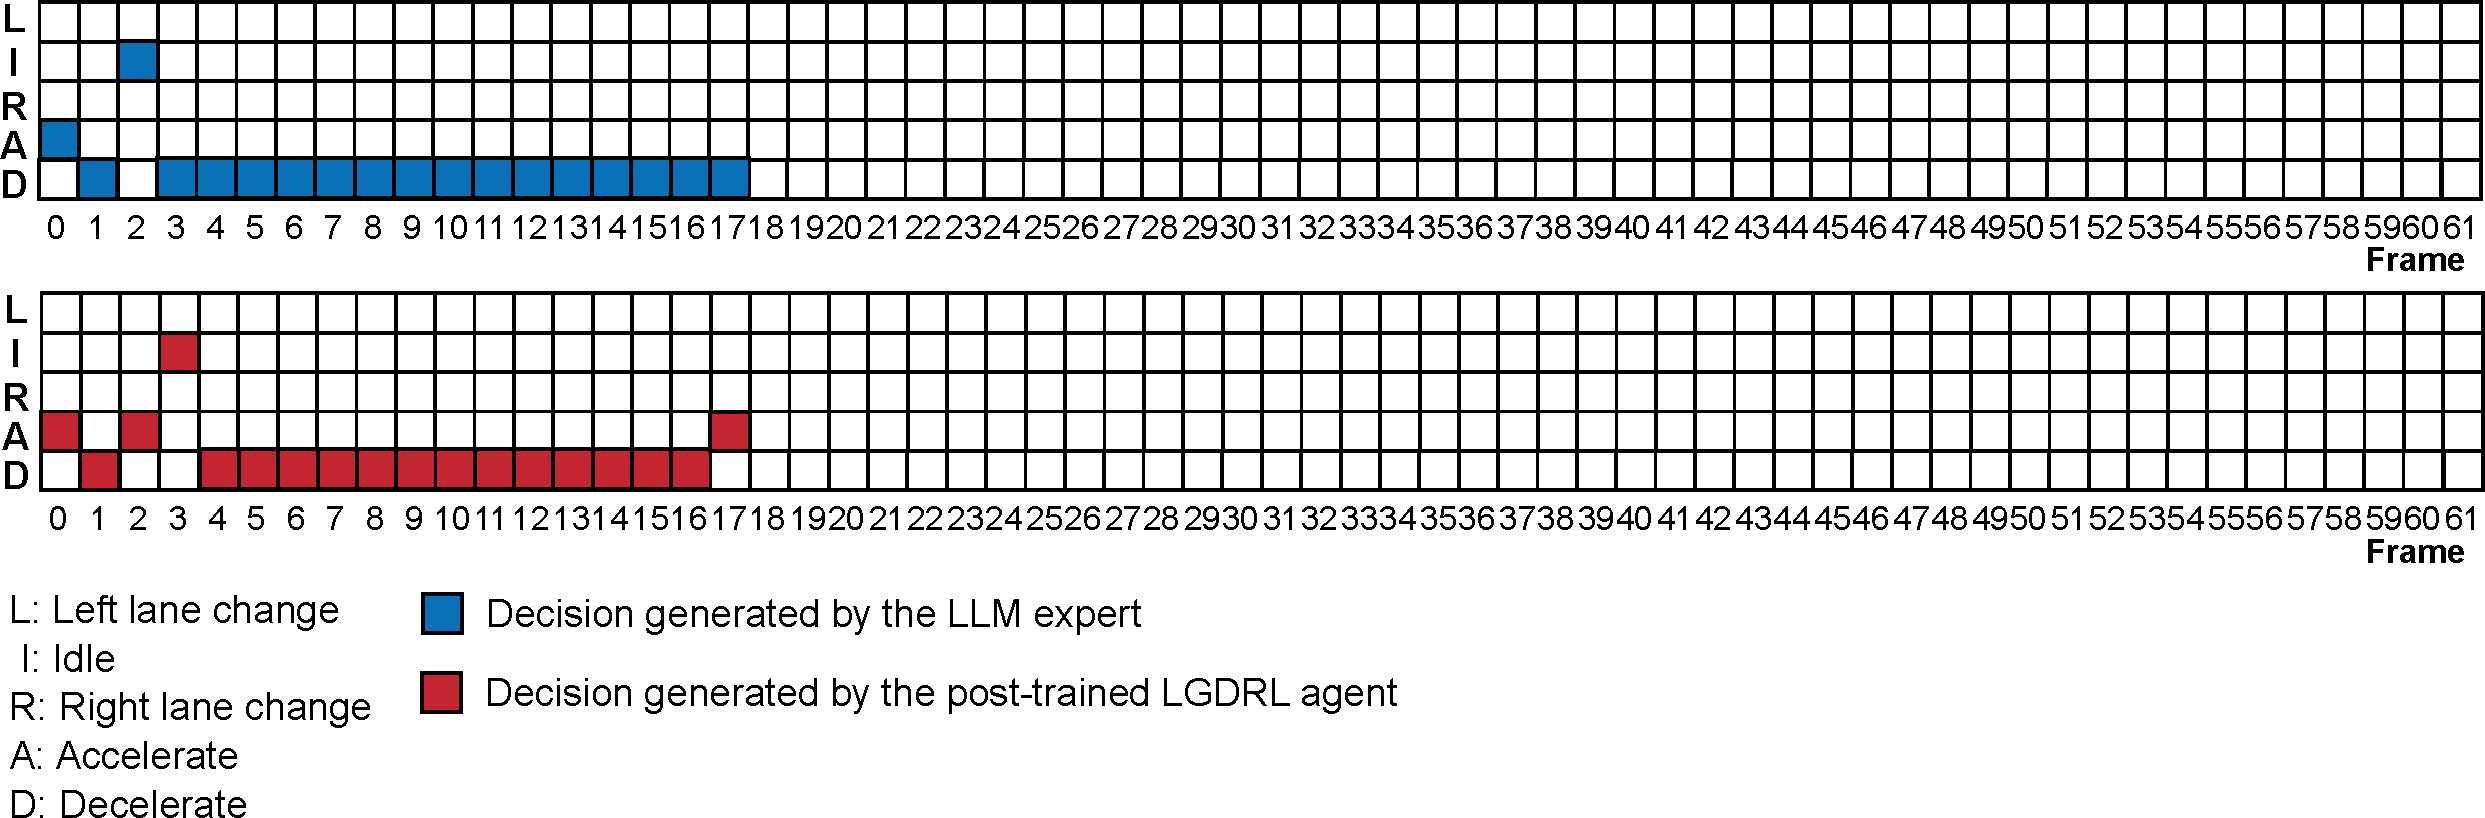 L
I
R
A
D
0 1 2 3 4 5 6 7 8 9 10 11 12 13 14 15 16 17 18 19 20 21 22 23 24 25 26 27 28 29 30 31 32 33 34 35 36 37 38 39 40 41 42 43 44 45 46 47 48 49 50 51 52 53 54 55 56 57 58 59 60 61
Frame
L
I
R
A
D
0 1 2 3 4 5 6 7 8 9 10 11 12 13 14 15 16 17 18 19 20 21 22 23 24 25 26 27 28 29 30 31 32 33 34 35 36 37 38 39 40 41 42 43 44 45 46 47 48 49 50 51 52 53 54 55 56 57 58 59 60 61
Frame
L: Left lane change
I: Idle
R: Right lane change
A: Accelerate
D: Decelerate
Decision generated by the LLM expert
Decision generated by the post-trained LGDRL agent